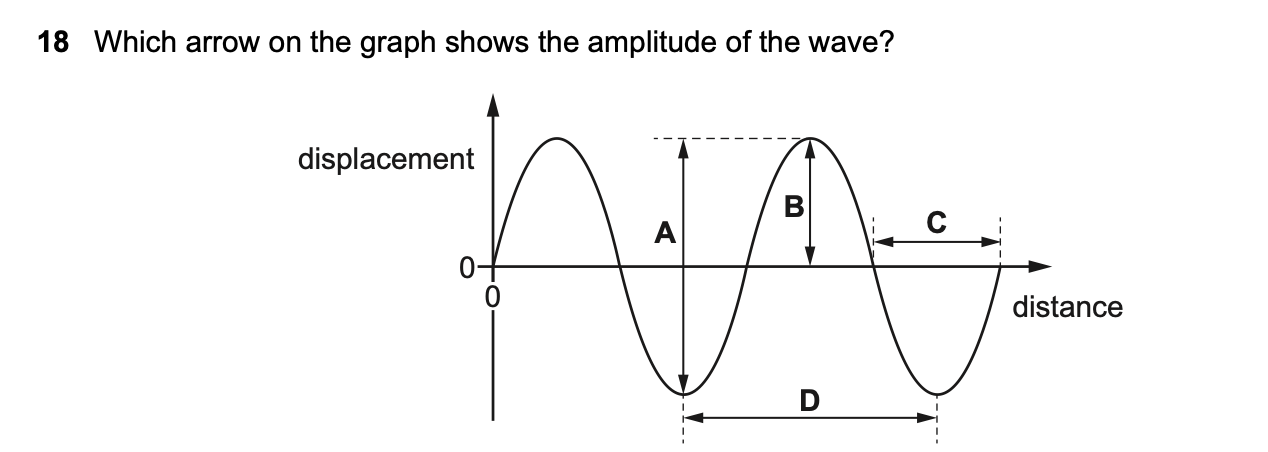 18 Which arrow on the graph shows the amplitude of the wave?
displacement
A
B
C
0
0
distance
D